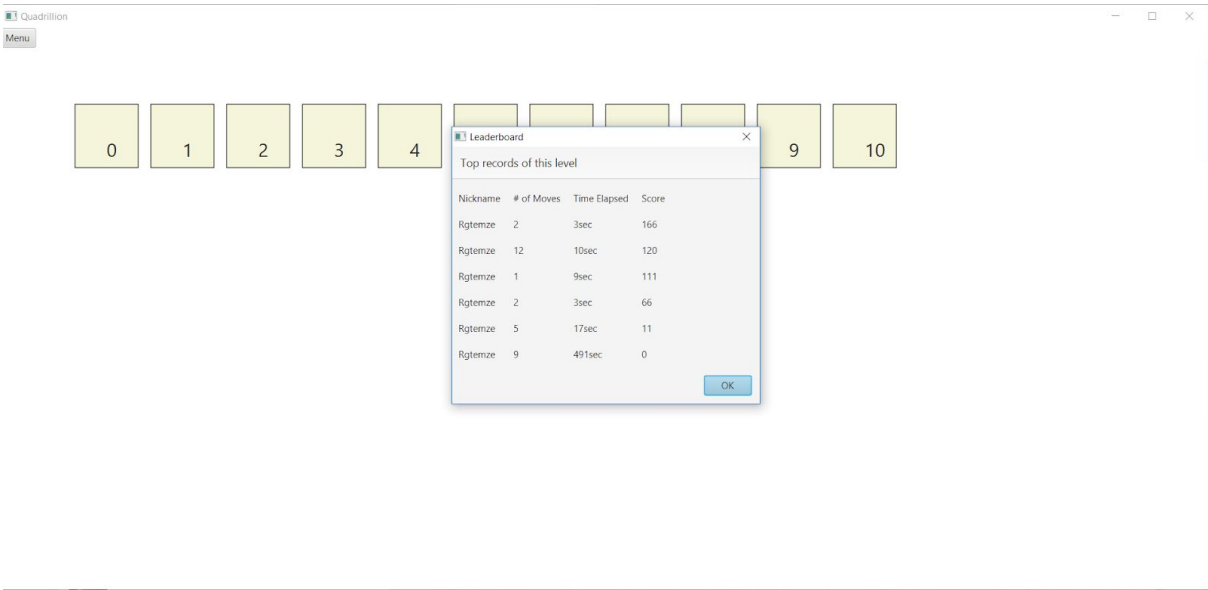 Quadrillion
Menu
0 1 2 3 4 9 10
Leaderboard
Top records of this level
Nickname # of Moves Time Elapsed Score
Rgtemze 2 3sec 166
Rgtemze 12 10sec 120
Rgtemze 1 9sec 111
Rgtemze 2 3sec 66
Rgtemze 5 17sec 11
Rgtemze 9 491sec 0
OK